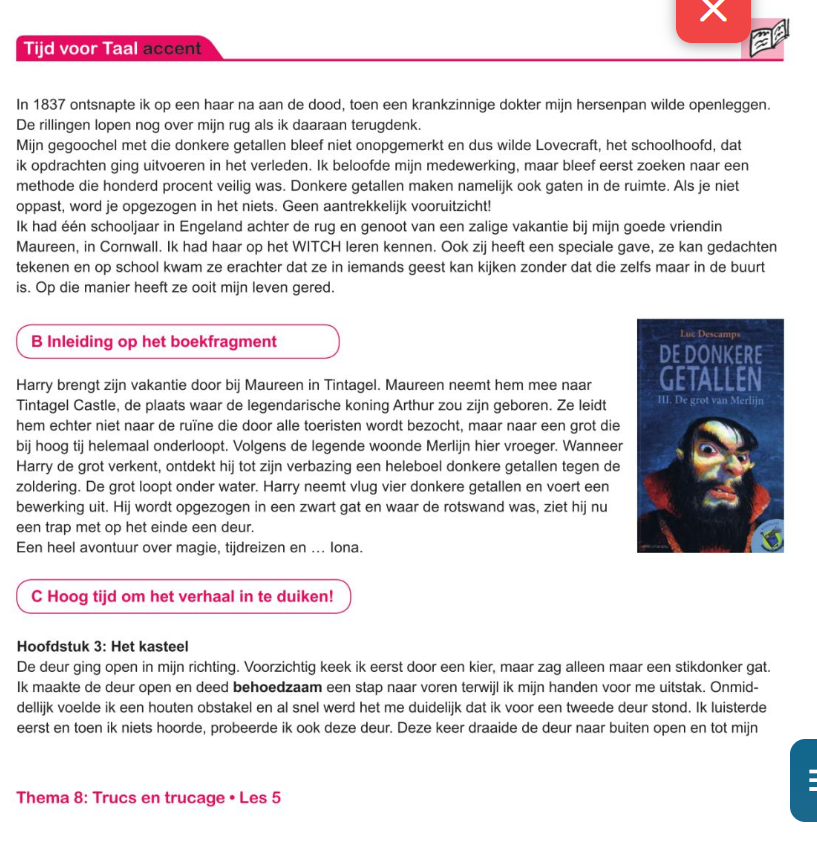 Tijd voor Taal accent
In 1837 ontsnapte ik op een haar na aan de dood, toen een krankzinnige dokter mijn hersenpan wilde openleggen.
De rillingen lopen nog over mijn rug als ik daaraan terugdenk.
Mijn gegoochel met die donkere getallen bleef niet onopgemerkt en dus wilde Lovecraft, het schoolhoofd, dat
ik opdrachten ging uitvoeren in het verleden. Ik beloofde mijn medewerking, maar bleef eerst zoeken naar een
methode die honderd procent veilig was. Donkere getallen maken namelijk ook gaten in de ruimte. Als je niet
oppast, word je opgezogen in het niets. Geen aantrekkelijk vooruitzicht!
Ik had één schooljaar in Engeland achter de rug en genoot van een zalige vakantie bij mijn goede vriendin
Maureen, in Cornwall. Ik had haar op het WITCH leren kennen. Ook zij heeft een speciale gave, ze kan gedachten
tekenen en op school kwam ze erachter dat ze in iemands geest kan kijken zonder dat die zelfs maar in de buurt
is. Op die manier heeft ze ooit mijn leven gered.
B Inleiding op het boekfragment
Harry brengt zijn vakantie door bij Maureen in Tintagel. Maureen neemt hem mee naar
Tintagel Castle, de plaats waar de legendarische koning Arthur zou zijn geboren. Ze leidt
hem echter niet naar de ruïne die door alle toeristen wordt bezocht, maar naar een grot die
bij hoog tij helemaal onderloopt. Volgens de legende woonde Merlijn hier vroeger. Wanneer
Harry de grot verkent, ontdekt hij tot zijn verbazing een heleboel donkere getallen tegen de
zoldering. De grot loopt onder water. Harry neemt vlug vier donkere getallen en voert een
bewerking uit. Hij wordt opgezogen in een zwart gat en waar de rotswand was, ziet hij nu
een trap met op het einde een deur.
Een heel avontuur over magie, tijdreizen en … Iona.
Luc Descamps
DE DONKERE
GETALLEN
III. De grot van Merlijn
C Hoog tijd om het verhaal in te duiken!
Hoofdstuk 3: Het kasteel
De deur ging open in mijn richting. Voorzichtig keek ik eerst door een kier, maar zag alleen maar een stikdonker gat.
Ik maakte de deur open en deed behoedzaam een stap naar voren terwijl ik mijn handen voor me uitstak. Onmid-
dellijk voelde ik een houten obstakel en al snel werd het me duidelijk dat ik voor een tweede deur stond. Ik luisterde
eerst en toen ik niets hoorde, probeerde ik ook deze deur. Deze keer draaide de deur naar buiten open en tot mijn
Thema 8: Trucs en trucage • Les 5